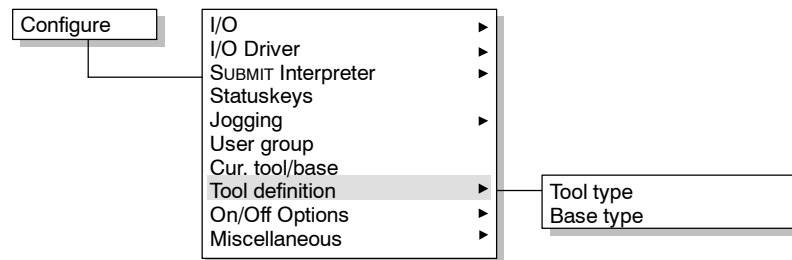 Configure
I/O
I/O Driver
SUBMIT Interpreter
Statuskeys
Jogging
User group
Cur. tool/base
Tool definition
On/Off Options
Miscellaneous
Tool type
Base type